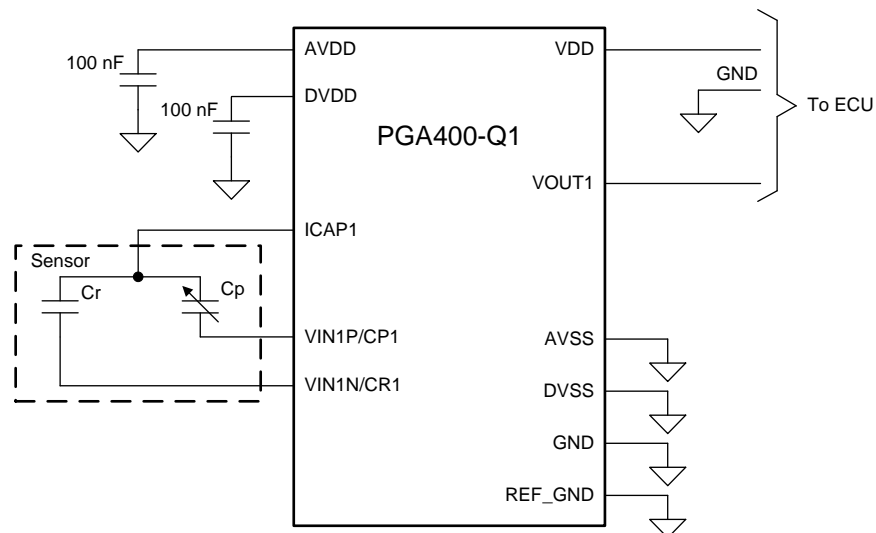 AVDD
VDD
100 nF
GND
DVDD
100 nF
To ECU
PGA400-Q1
VOUT1
ICAP1
Sensor
Cr
Cp
VIN1P/CP1
AVSS
VIN1N/CR1
DVSS
GND
REF_GND